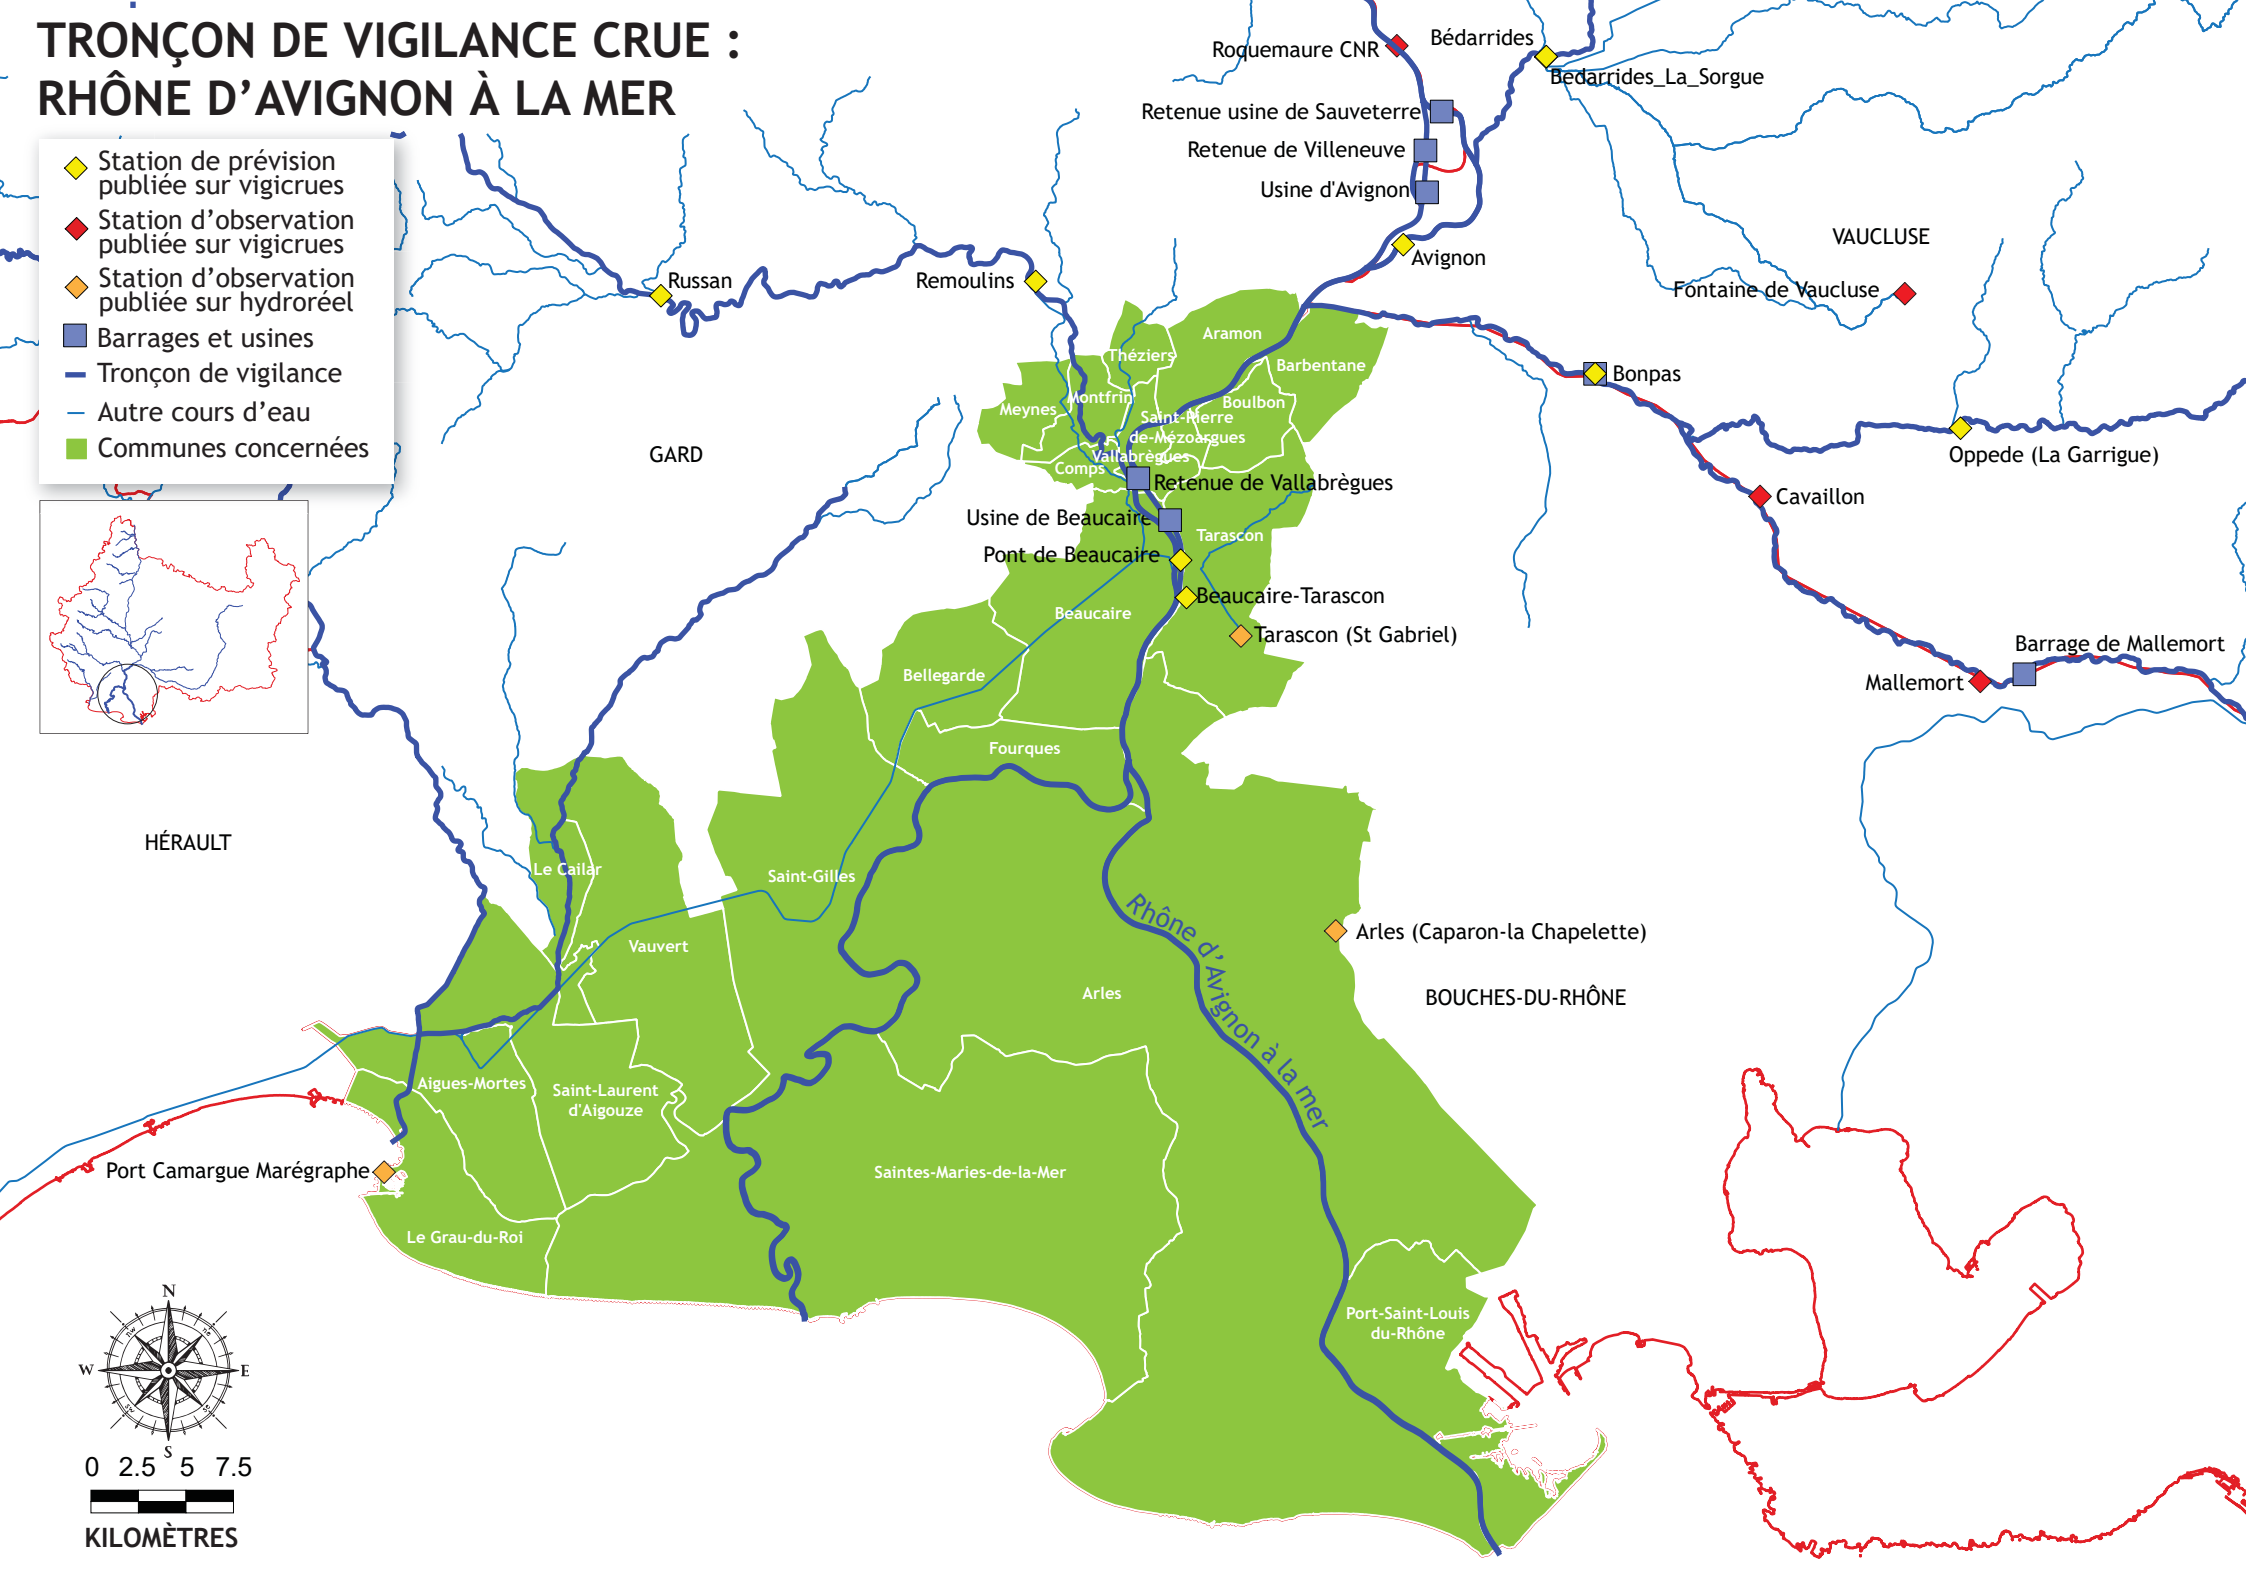 TRONÇON DE VIGILANCE CRUE :
RHÔNE D'AVIGNON À LA MER
Station de prévision
publiée sur vigicrues
Station d'observation
publiée sur vigicrues
Station d'observation
publiée sur hydroréel
Barrages et usines
Tronçon de vigilance
Autre cours d'eau
Communes concernées
Roquemaure CNR
Bédarrides
Bedarrides_La_Sorgue
Retenue usine de Sauveterre
Retenue de Villeneuve
Usine d'Avignon
Avignon
VAUCLUSE
Fontaine de Vaucluse
Russan
Remoulins
Aramon
Théziers
Barbentane
Montfrin
Meynes
Boulbon
Saint-Pierre
de-Mézoargues
Vallabrègues
Comps
Bonpas
Oppede (La Garrigue)
GARD
Retenue de Vallabrègues
Cavaillon
Usine de Beaucaire
Tarascon
Pont de Beaucaire
Beaucaire-Tarascon
Beaucaire
Tarascon (St Gabriel)
Barrage de Mallemort
Mallemort
Bellegarde
Fourques
HÉRAULT
Le Cailar
Saint-Gilles
Vauvert
Rhône d'Avignon à la mer
Arles (Caparon-la Chapelette)
Arles
BOUCHES-DU-RHÔNE
Aigues-Mortes
Saint-Laurent
d'Aigouze
Port Camargue Marégraphe
Saintes-Maries-de-la-Mer
Le Grau-du-Roi
Port-Saint-Louis
du-Rhône
N
nw
ne
W
E
sw
se
S
0 2.5 5 7.5
KILOMÈTRES